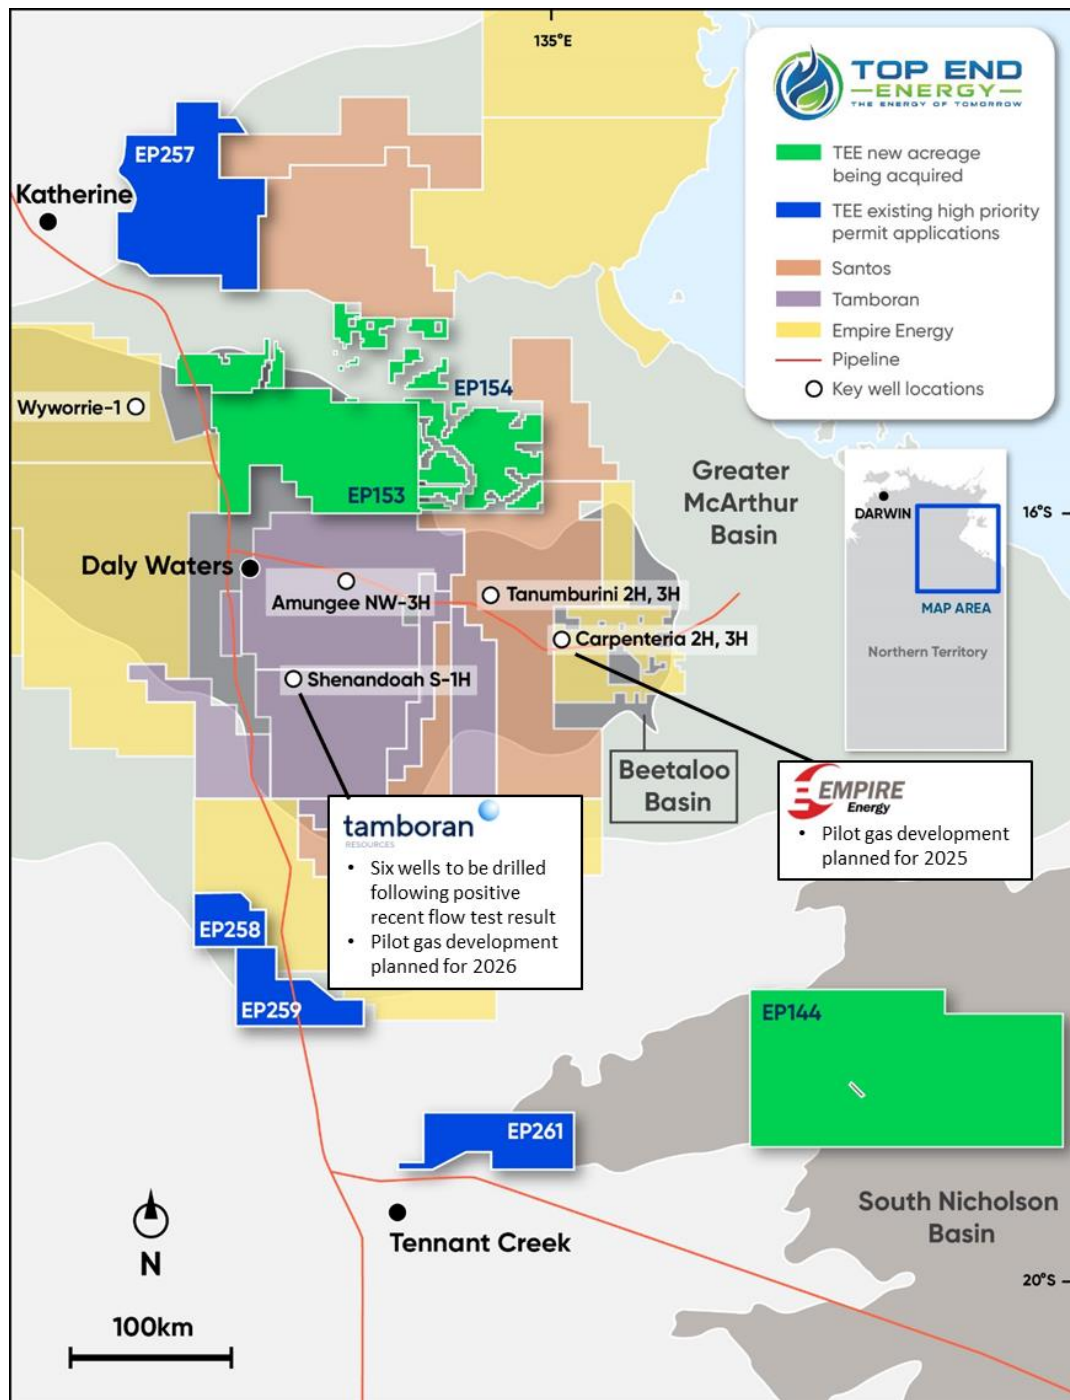 135°E
TOP END
ENERGY
THE ENERGY OF TOMORROW
TEE new acreage
being acquired
TEE existing high priority
permit applications
Santos
Tamboran
Empire Energy
Pipeline
Key well locations
EP257
Katherine
EP154
Wyworrie-1
EP153
Greater
McArthur
Basin
DARWIN
16°S
MAP AREA
Northern Territory
Daly Waters
Amungee NW-3H
Tanumburini 2H, 3H
Carpenteria 2H, 3H
Shenandoah S-1H
Beetaloo
Basin
EMPIRE
Energy
• Pilot gas development
planned for 2025
tamboran
RESOURCES
• Six wells to be drilled
following positive
recent flow test result
• Pilot gas development
planned for 2026
EP258
EP259
EP144
EP261
South Nicholson
Basin
Tennant Creek
20°S
N
100km